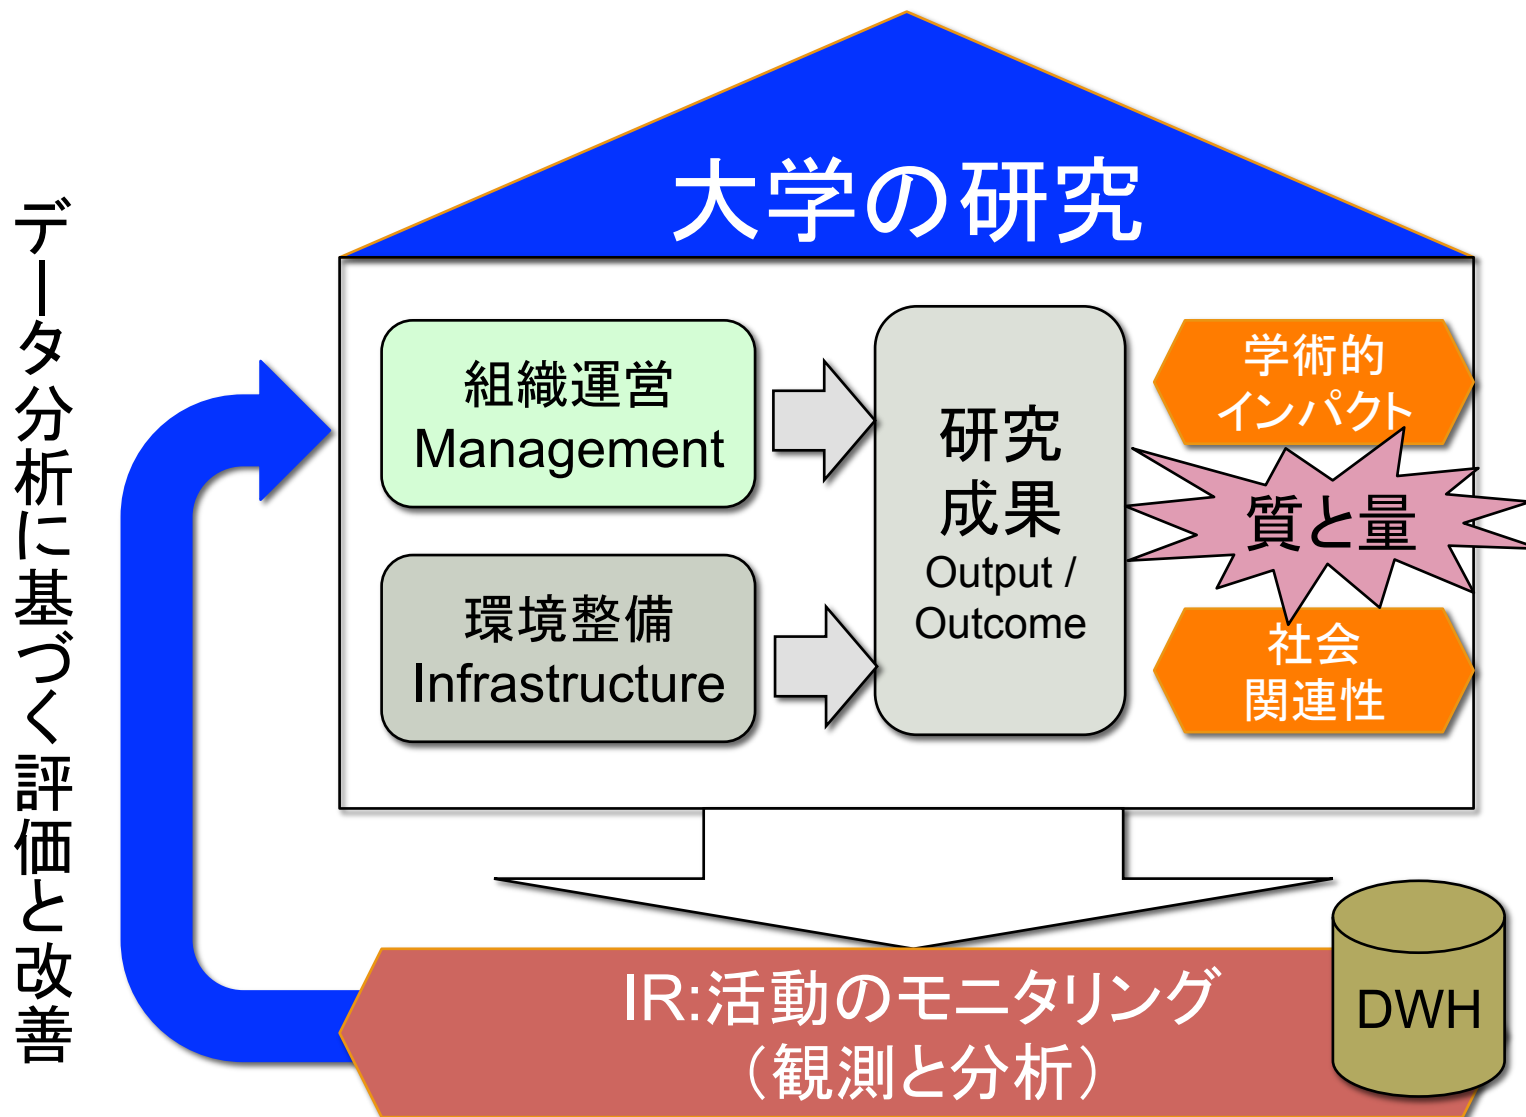 大学の研究
データ分析に基づく評価と改善
組織運営
Management
環境整備
Infrastructure
研究
成果
Output /
Outcome
学術的
インパクト
質と量
社会
関連性
IR:活動のモニタリング
（観測と分析）
DWH